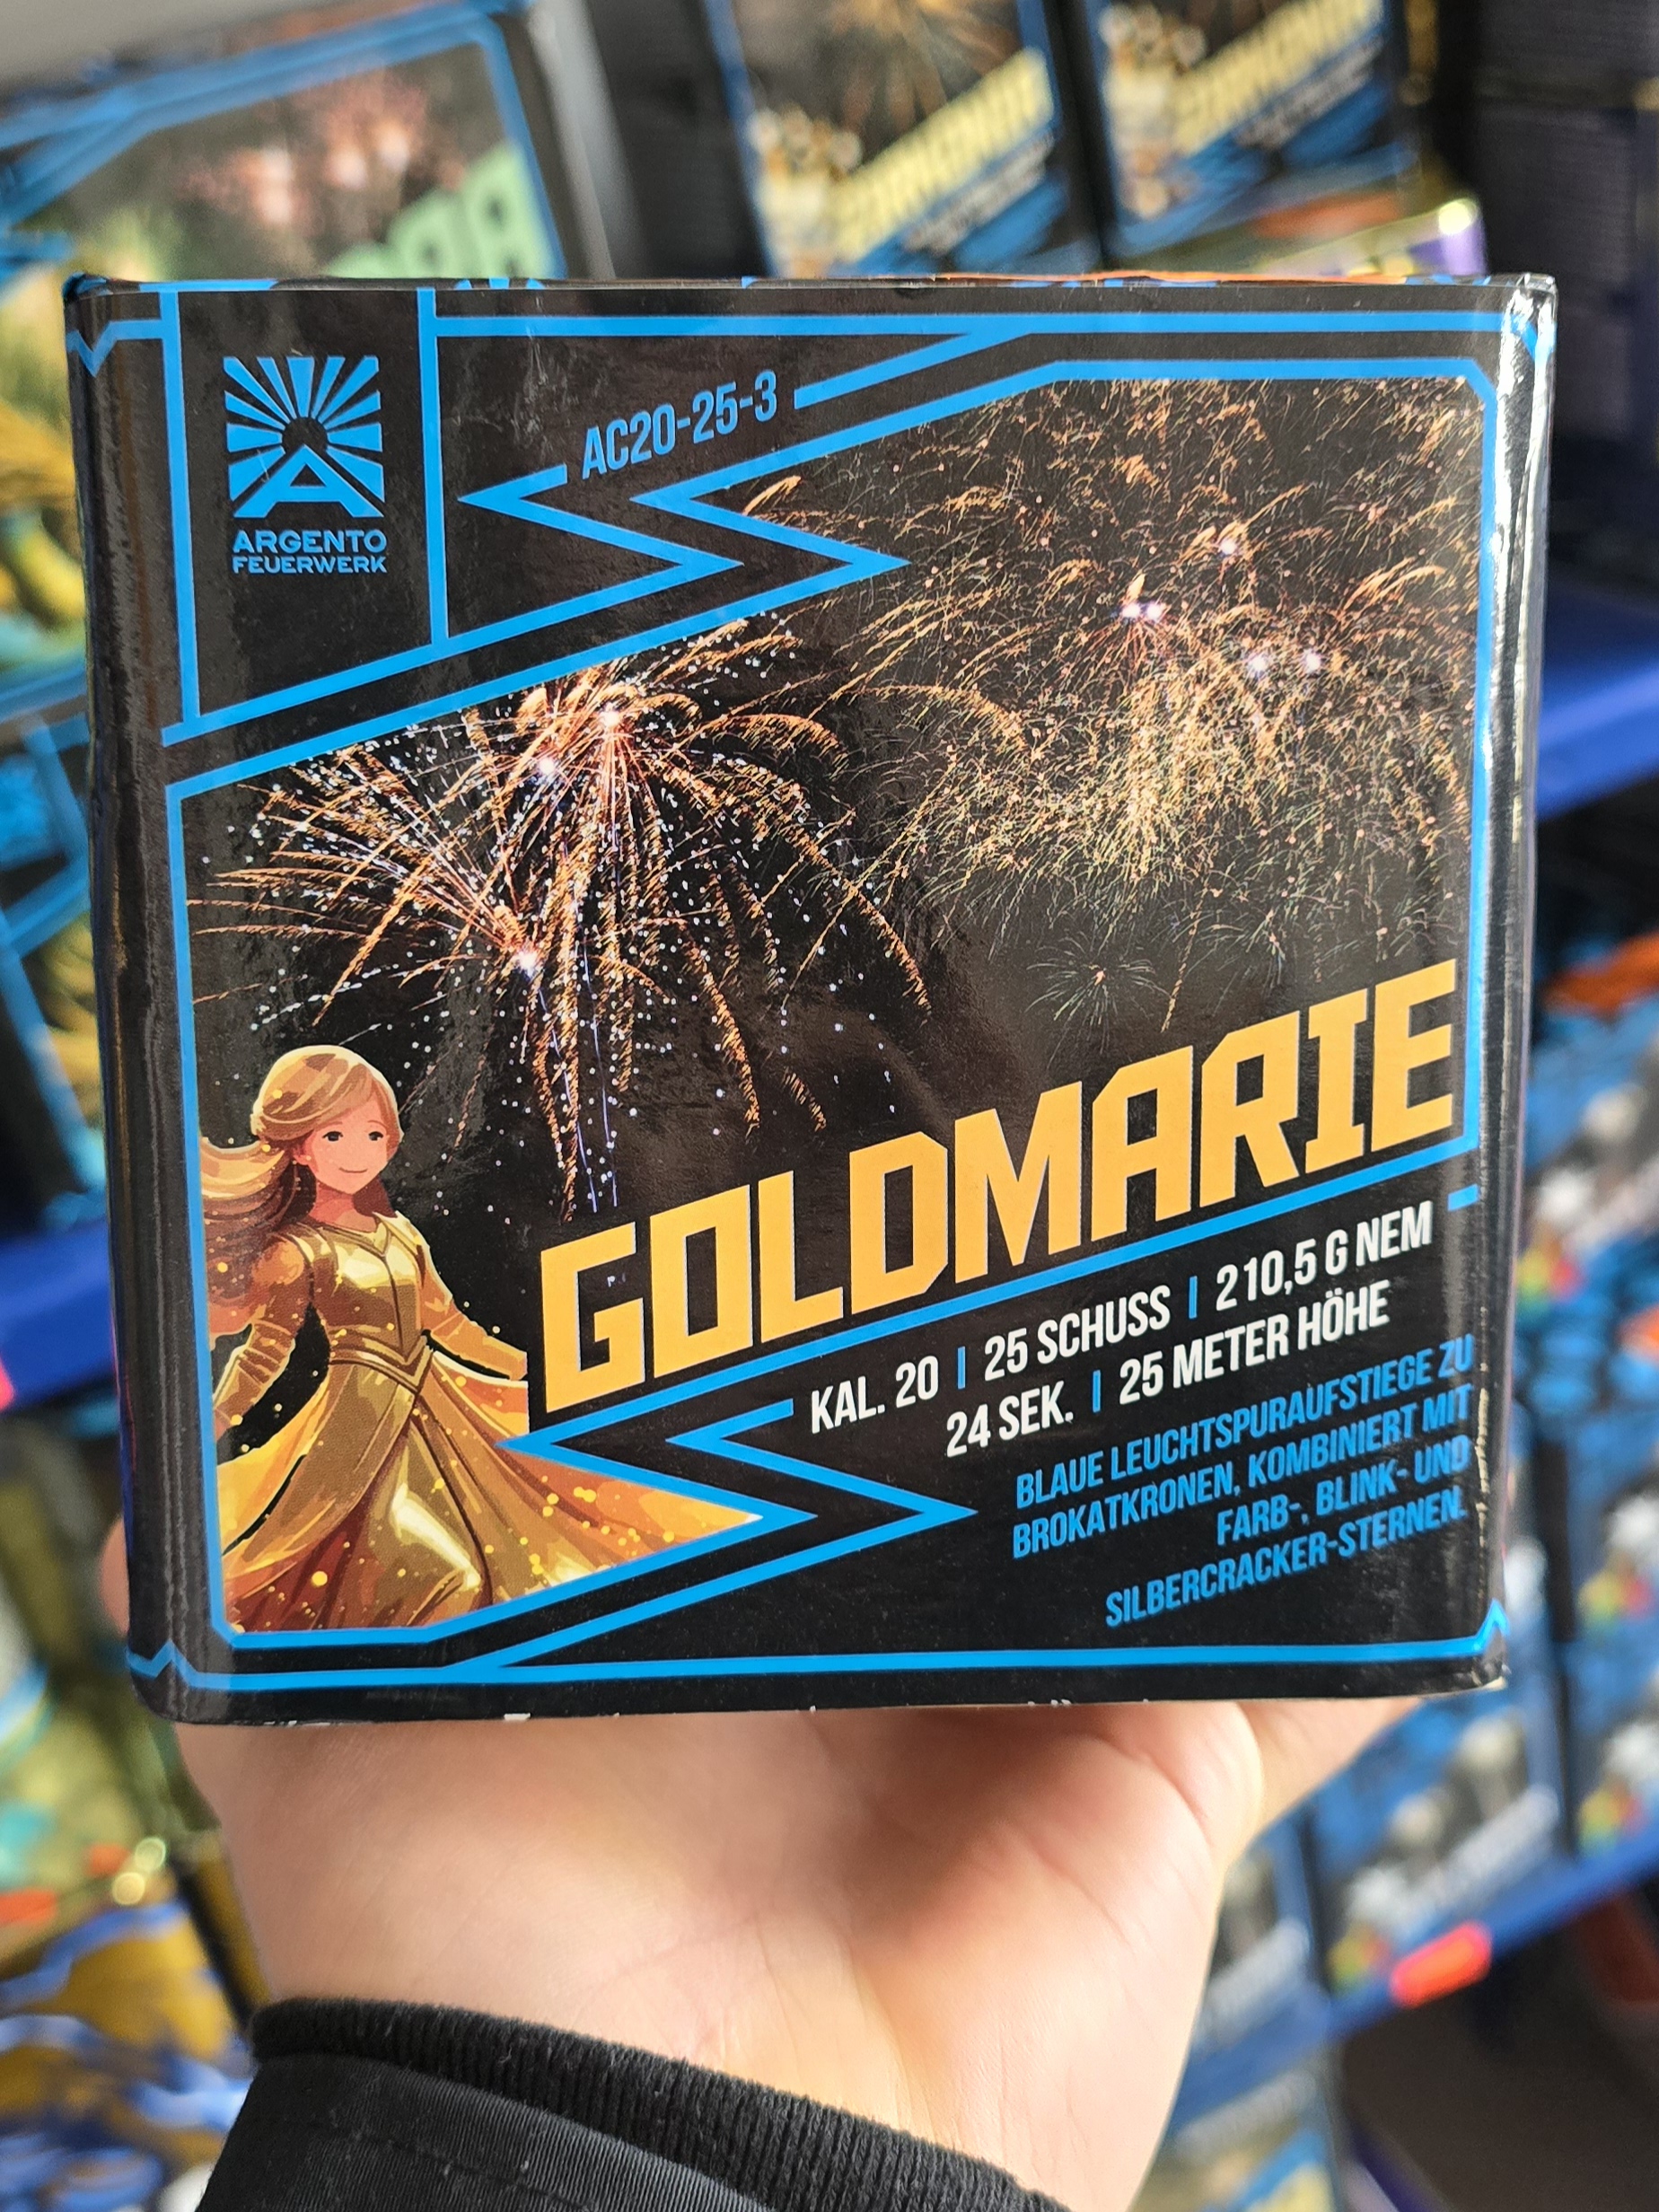 ARGENTO
FEUERWERK
AC20-25-3
GOLDMARIE
KAL. 20 | 25 SCHUSS | 210,5 G NEM
24 SEK. | 25 METER HÖHE
BLAUE LEUCHTSPURAUFSTIEGE ZU
BROKATKRONEN, KOMBINIERT MIT
FARB-, BLINK- UND
SILBERCRACKER-STERNEN.